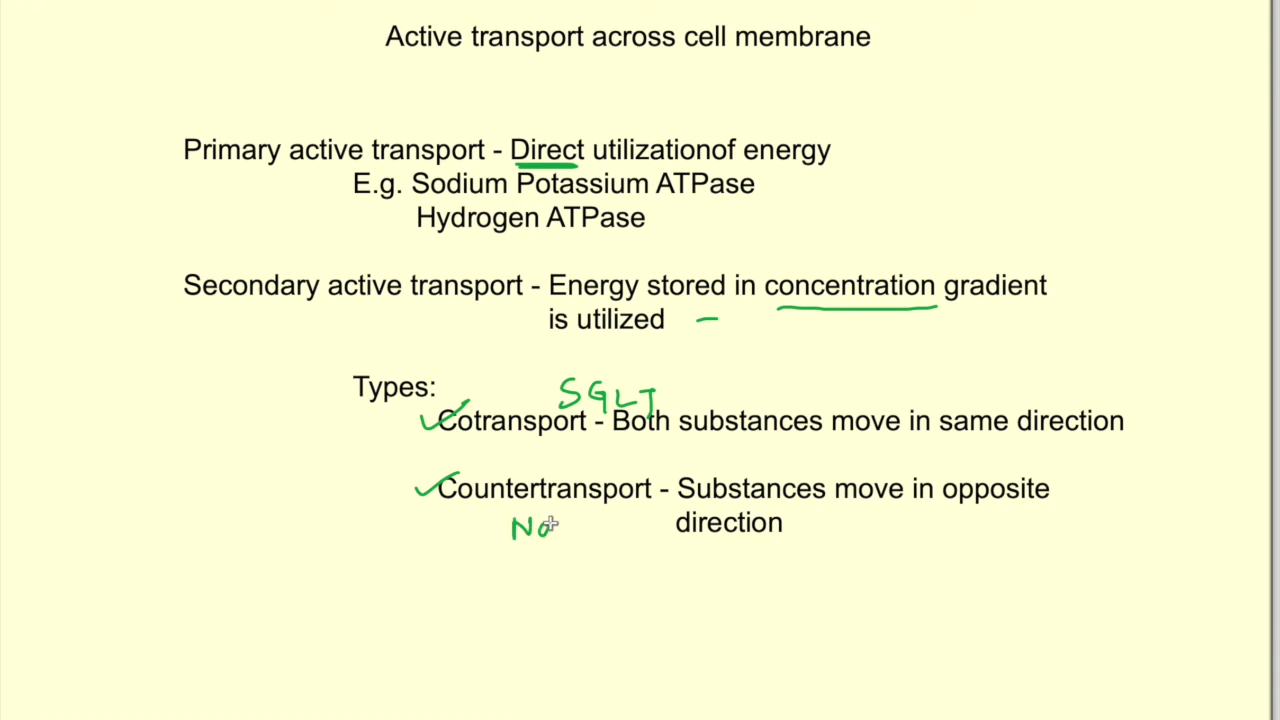 Active transport across cell membrane
Primary active transport - Direct utilizationof energy
E.g. Sodium Potassium ATPase
Hydrogen ATPase
Secondary active transport - Energy stored in concentration gradient
is utilized
Types:
SGLT
Cotransport - Both substances move in same direction
Countertransport - Substances move in opposite
direction
Na